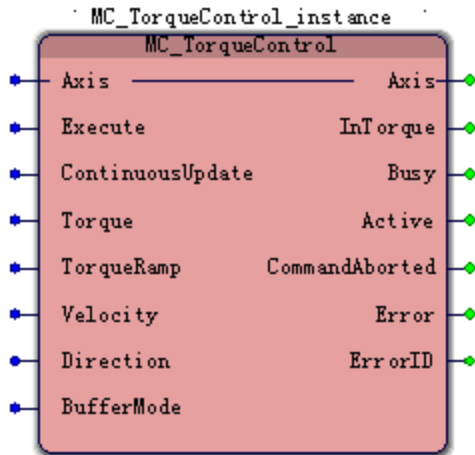 MC_TorqueControl_instance
MC_TorqueControl
Axis Axis
Execute InTorque
ContinuousUpdate Busy
Torque Active
TorqueRamp CommandAborted
Velocity Error
Direction ErrorID
BufferMode